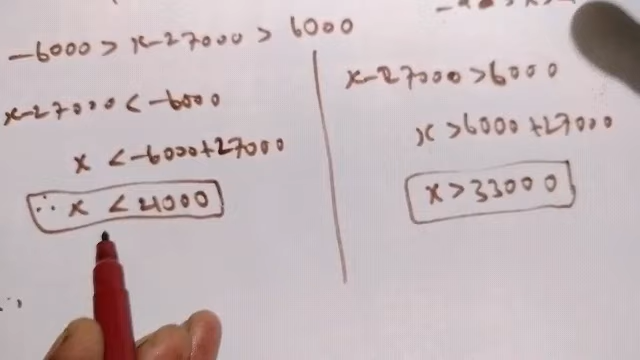 -6000 > x-27000 > 6000
x-27000 < -6000
x < -6000+27000
∴ x < 21000
x-27000 > 6000
x > 6000 + 27000
x > 33000